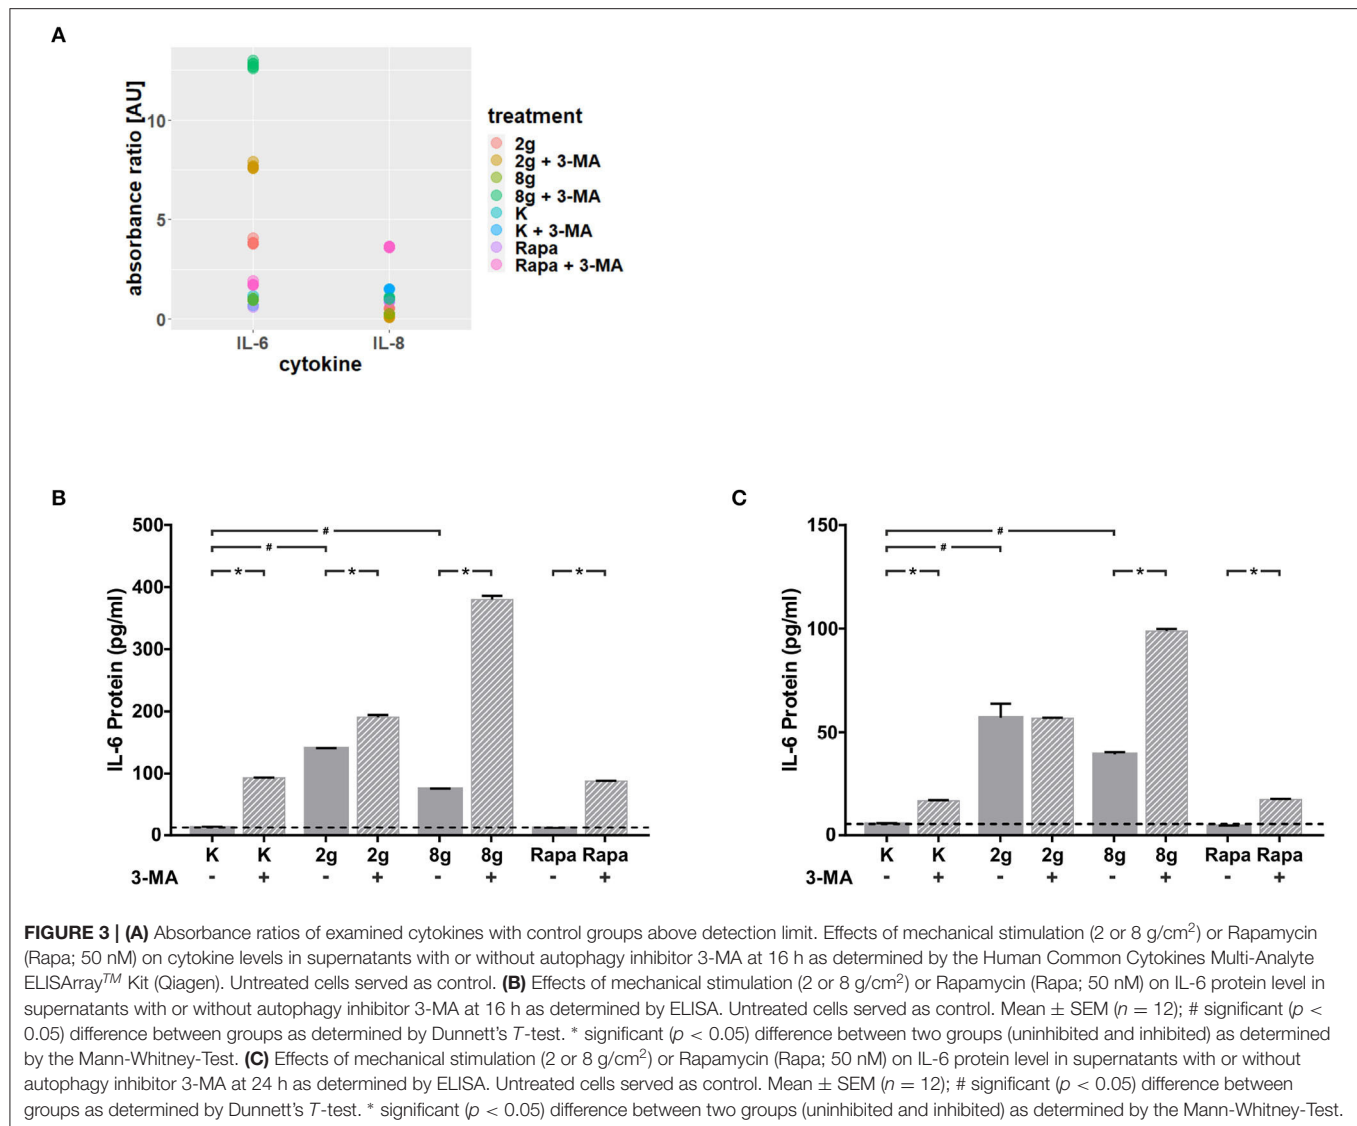 A
absorbance ratio [AU]
10
5
0
IL-6 IL-8
cytokine
treatment
2g
2g + 3-MA
8g
8g + 3-MA
K
K + 3-MA
Rapa
Rapa + 3-MA
B
IL-6 Protein (pg/ml)
500
400
300
200
100
0
#
#
* * * *
K K 2g 2g 8g 8g Rapa Rapa
3-MA - + - + - + - +
C
IL-6 Protein (pg/ml)
150
100
50
0
#
#
* * *
K K 2g 2g 8g 8g Rapa Rapa
3-MA - + - + - + - +
FIGURE 3 | (A) Absorbance ratios of examined cytokines with control groups above detection limit. Effects of mechanical stimulation (2 or 8 g/cm²) or Rapamycin
(Rapa; 50 nM) on cytokine levels in supernatants with or without autophagy inhibitor 3-MA at 16 h as determined by the Human Common Cytokines Multi-Analyte
ELISArray™ Kit (Qiagen). Untreated cells served as control. (B) Effects of mechanical stimulation (2 or 8 g/cm²) or Rapamycin (Rapa; 50 nM) on IL-6 protein level in
supernatants with or without autophagy inhibitor 3-MA at 16 h as determined by ELISA. Untreated cells served as control. Mean ± SEM (n = 12); # significant (p <
0.05) difference between groups as determined by Dunnett's T-test. * significant (p < 0.05) difference between two groups (uninhibited and inhibited) as determined
by the Mann-Whitney-Test. (C) Effects of mechanical stimulation (2 or 8 g/cm²) or Rapamycin (Rapa; 50 nM) on IL-6 protein level in supernatants with or without
autophagy inhibitor 3-MA at 24 h as determined by ELISA. Untreated cells served as control. Mean ± SEM (n = 12); # significant (p < 0.05) difference between
groups as determined by Dunnett's T-test. * significant (p < 0.05) difference between two groups (uninhibited and inhibited) as determined by the Mann-Whitney-Test.